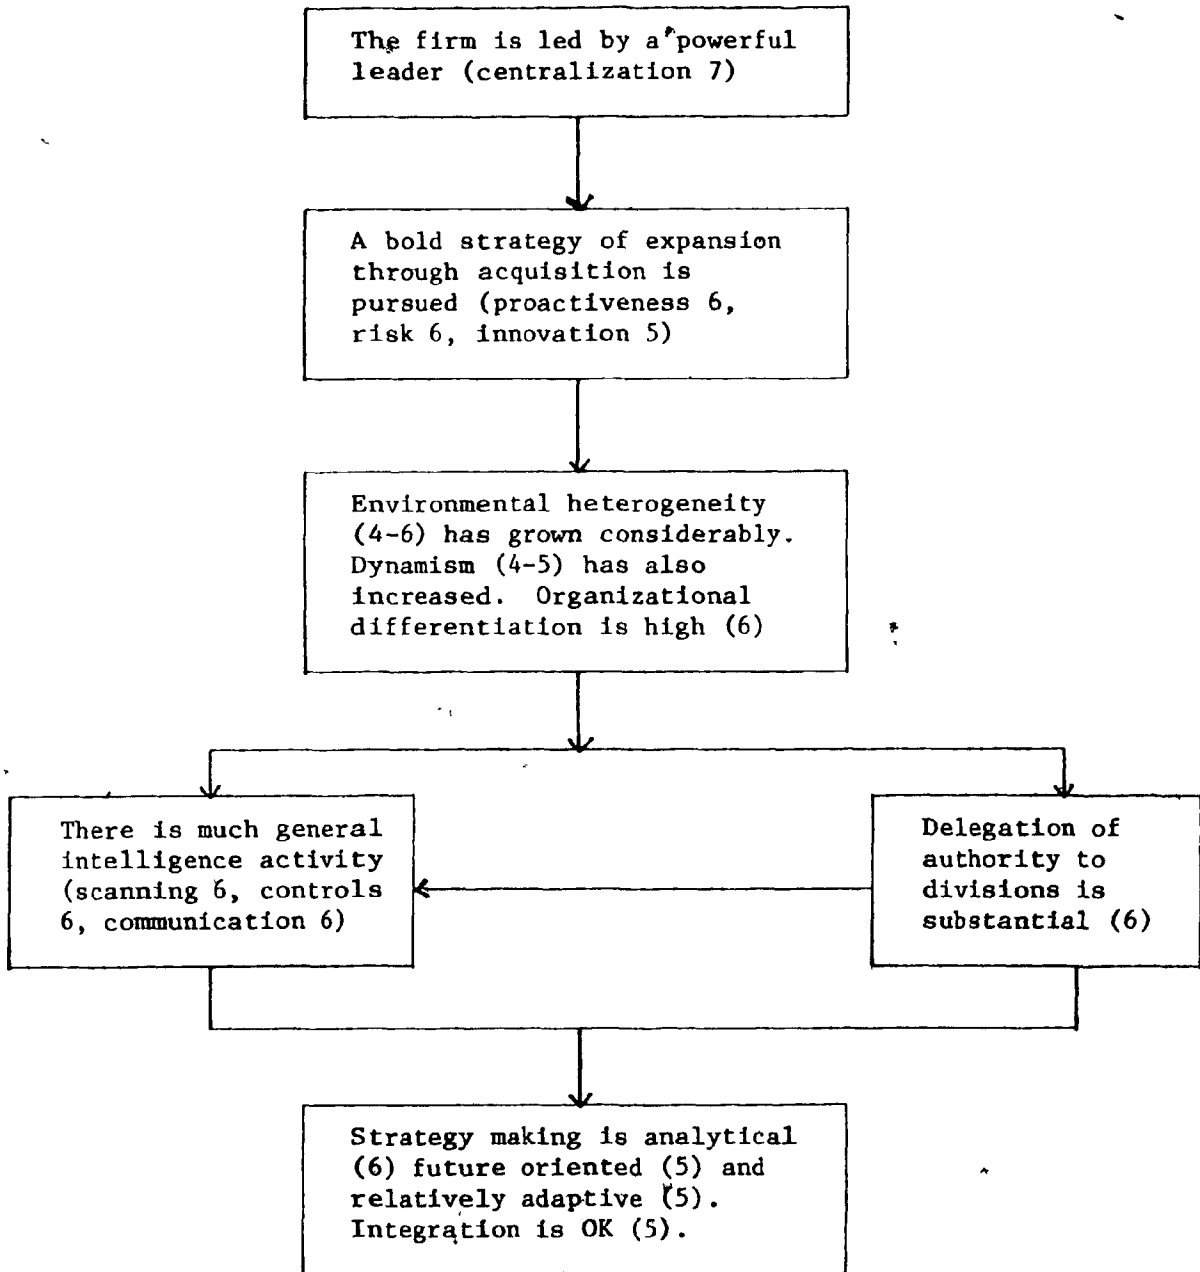 The firm is led by a powerful
leader (centralization 7)
A bold strategy of expansion
through acquisition is
pursued (proactiveness 6,
risk 6, innovation 5)
Environmental heterogeneity
(4-6) has grown considerably.
Dynamism (4-5) has also
increased. Organizational
differentiation is high (6)
There is much general
intelligence activity
(scanning 6, controls
6, communication 6)
Delegation of
authority to
divisions is
substantial (6)
Strategy making is analytical
(6) future oriented (5) and
relatively adaptive (5).
Integration is OK (5).